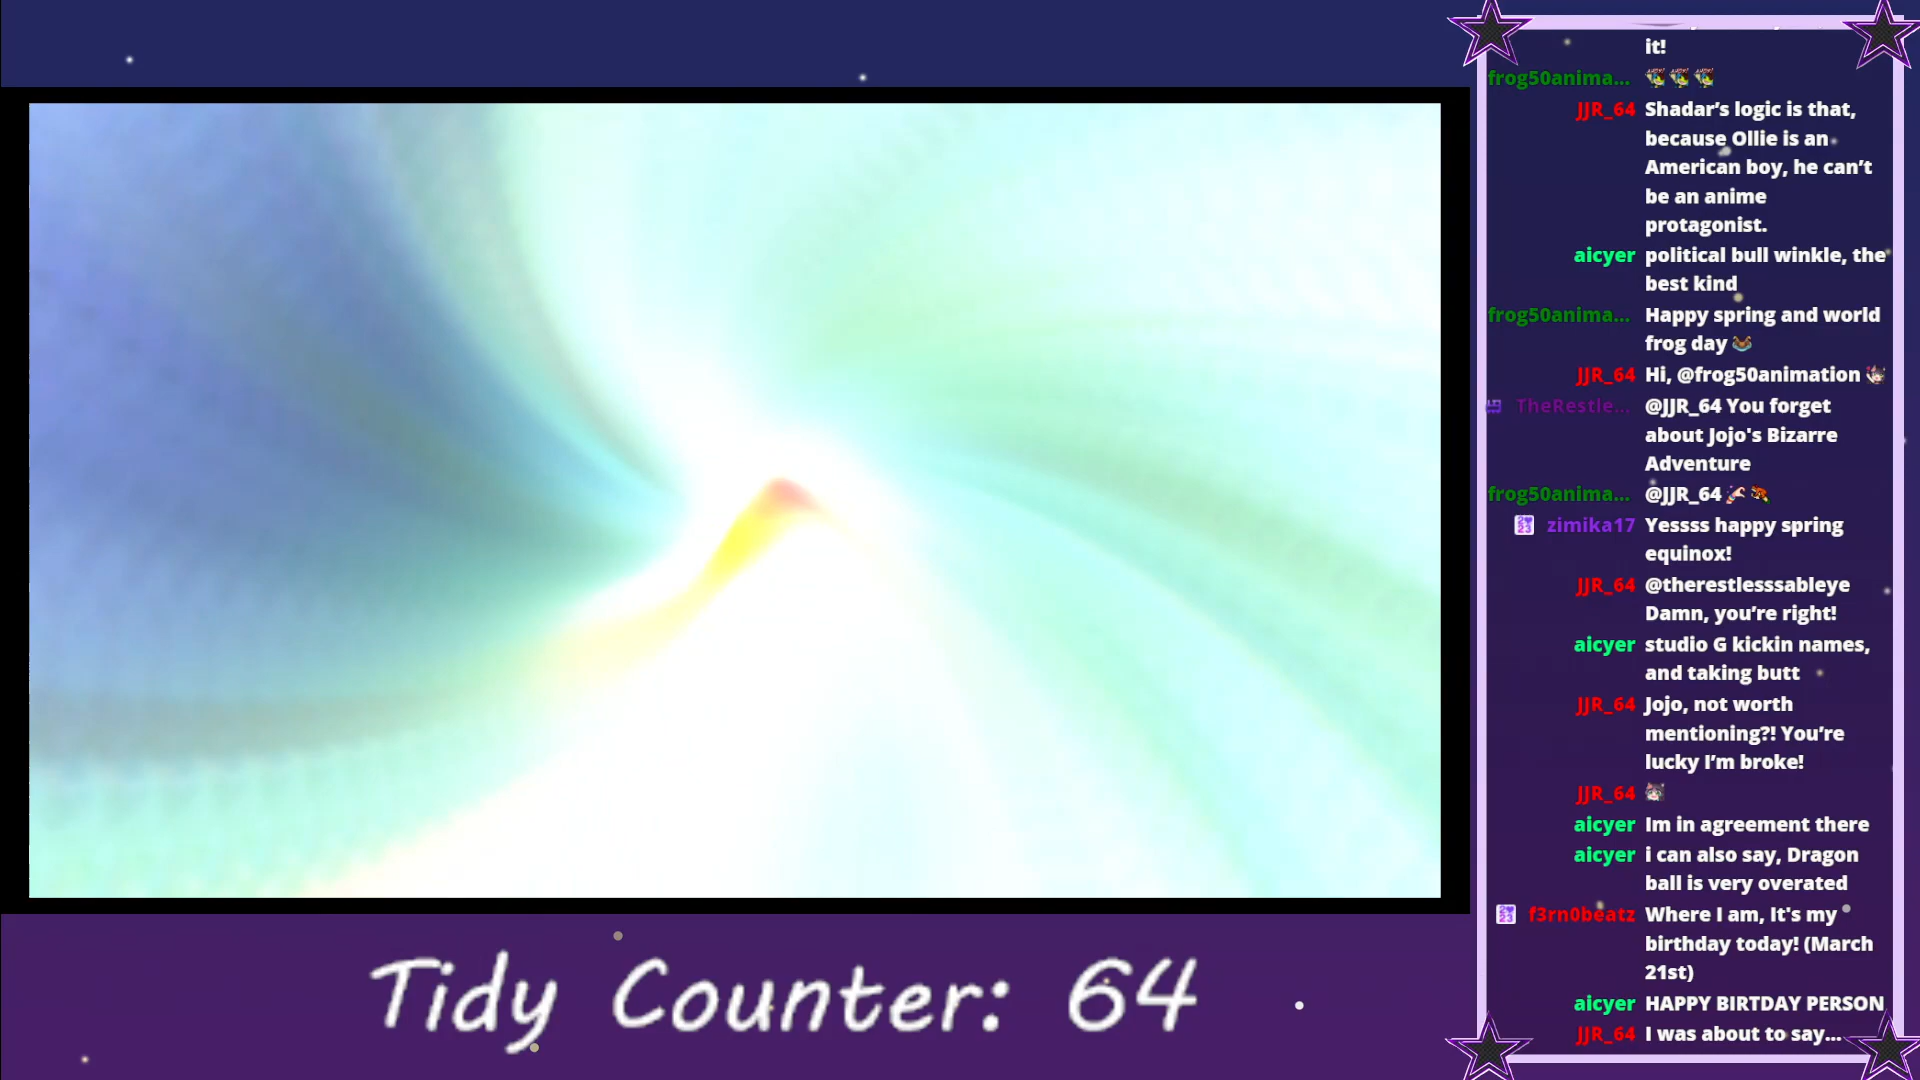 it!
frog50anima...
JJR_64 Shadar's logic is that,
because Ollie is an
American boy, he can't
be an anime
protagonist.
aicyer political bull winkle, the
best kind
frog50anima... Happy spring and world
frog day
JJR_64 Hi, @frog50animation
TheRestle... @JJR_64 You forget
about Jojo's Bizarre
Adventure
frog50anima... @JJR_64
zimika17 Yessss happy spring
equinox!
JJR_64 @therestlesssableye
Damn, you're right!
aicyer studio G kickin names,
and taking butt
JJR_64 Jojo, not worth
mentioning?! You're
lucky I'm broke!
JJR_64
aicyer Im in agreement there
aicyer i can also say, Dragon
ball is very overated
f3rn0beatz Where I am, It's my
birthday today! (March
21st)
aicyer HAPPY BIRTDAY PERSON
JJR_64 I was about to say...
Tidy Counter: 64